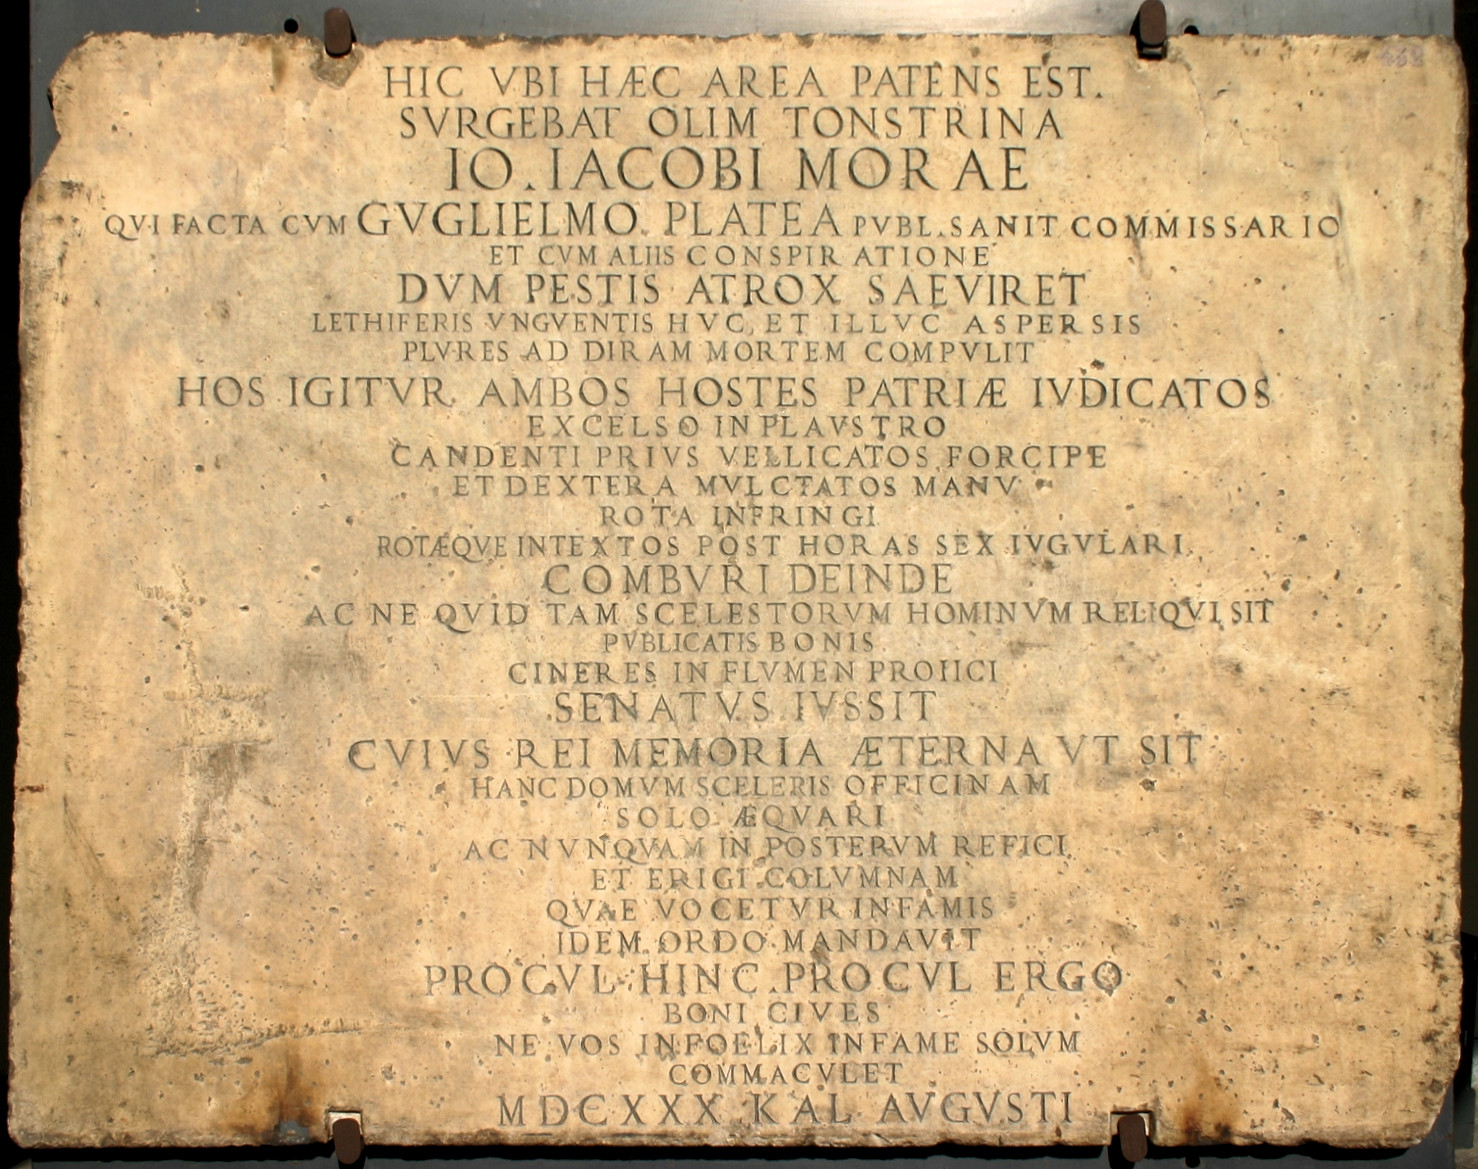 HIC VBI HÆC AREA PATENS EST.
SVRGEBAT OLIM TONSTRINA
IO. IACOBI MORAE
QVI FACTA CVM GVGLIELMO PLATEA PVBL. SANIT COMMISSARIO
ET CVM ALIIS CONSPIRATIONE
DVM PESTIS ATROX SAEVIRET
LETHIFERIS VNGVENTIS HVC, ET ILLVC ASPERSIS
PLVRES AD DIRAM MORTEM COMPVLIT
HOS IGITVR AMBOS HOSTES PATRIÆ IVDICATOS
EXCELSO IN PLAVSTRO
CANDENTI PRIVS VELLICATOS FORCIPE
ET DEXTERA MVLCTATOS MANV
ROTA INFRINGI
ROTÆQVE INTEXTOS POST HORAS SEX IVGVLARI
COMBVRI DEINDE
AC NE QVID TAM SCELESTORVM HOMINVM RELIQVI SIT
PVBLICATIS BONIS
CINERES IN FLVMEN PROIICI
SENATVS IVSSIT
CVIVS REI MEMORIA ÆTERNA VT SIT
HANC DOMVM SCELERIS OFFICINAM
SOLO ÆQVARI
AC NVNQVAM IN POSTERVM REFICI
ET ERIGI COLVMNAM
QVAE VOCETVR INFAMIS
IDEM ORDO MANDAVIT
PROCVL HINC PROCVL ERGO
BONI CIVES
NE VOS INFOELIX INFAME SOLVM
COMMACVLET
MDCXXX KAL AVGVSTI